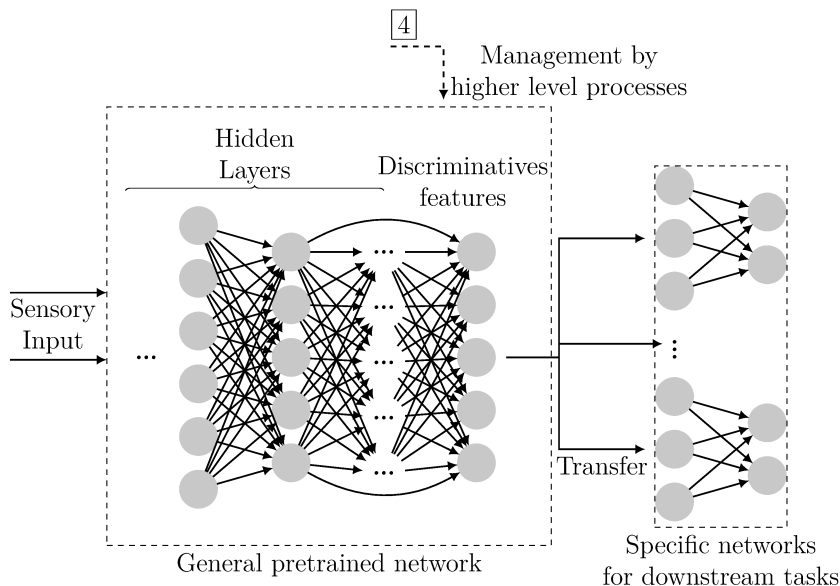 4
Management by
higher level processes
Hidden
Layers
Discriminatives
features
Sensory
Input
...
...
...
...
...
...
...
Transfer
General pretrained network
Specific networks
for downstream tasks